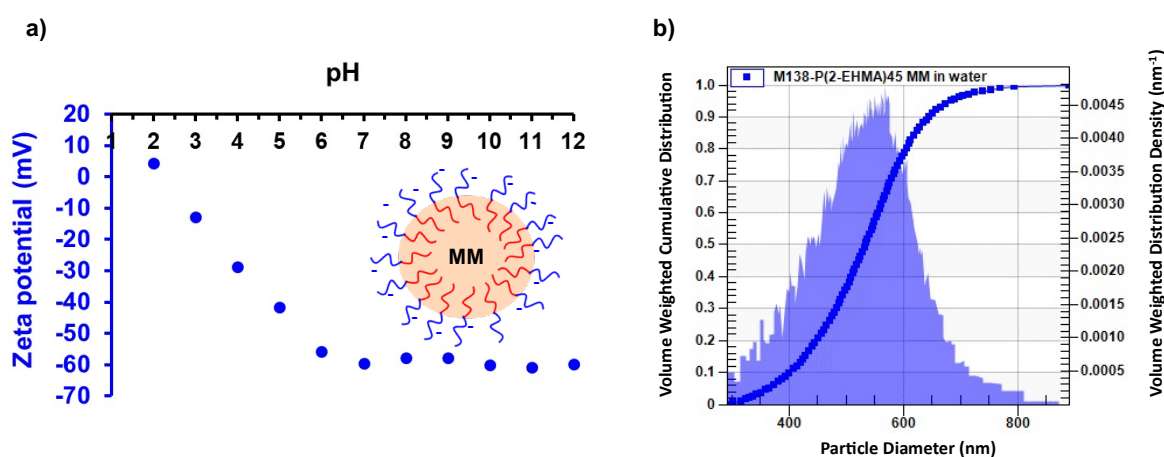 a)
pH
1 2 3 4 5 6 7 8 9 10 11 12
Zeta potential (mV)
20
10
0
-10
-20
-30
-40
-50
-60
-70
MM
- - - - - - - - - - - - - - -
b)
M138-P(2-EHMA)45 MM in water
Volume Weighted Cumulative Distribution
1.0
0.9
0.8
0.7
0.6
0.5
0.4
0.3
0.2
0.1
0
400 600 800
Particle Diameter (nm)
0.0045
0.0040
0.0035
0.0030
0.0025
0.0020
0.0015
0.0010
0.0005
Volume Weighted Distribution Density (nm⁻¹)